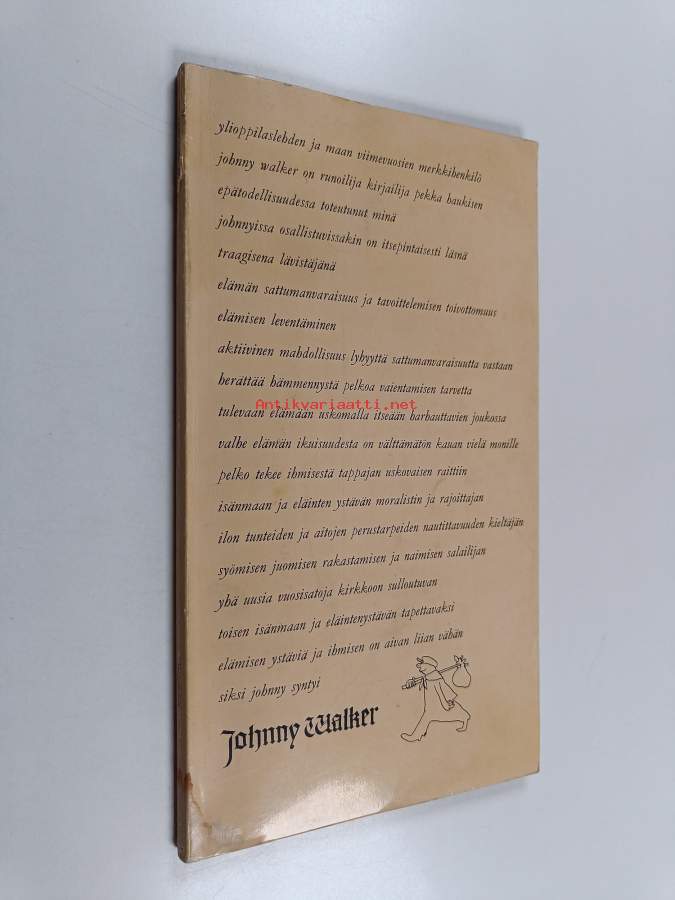 ylioppilaslehden ja maan viimevuosien merkkihenkilö
johnny walker on runoilija kirjailija pekka haukisen
epätodellisuudessa toteutunut minä
johnnyissa osallistuvissakin on itsepintaisesti läsnä
traagisena lävistäjänä
elämän sattumanvaraisuus ja tavoittelemisen toivottomuus
elämisen leventäminen
aktiivinen mahdollisuus lyhyyttä sattumanvaraisuutta vastaan
herättää hämmennystä pelkoa vaientamisen tarvetta
Antikvariaatti.net
tulevaan elämään uskomalla itseään harhauttavien joukossa
valhe elämän ikuisuudesta on välttämätön kauan vielä monille
pelko tekee ihmisestä tappajan uskovaisen raittiin
isänmaan ja eläinten ystävän moralistin ja rajoittajan
ilon tunteiden ja aitojen perustarpeiden nautittavuuden kieltäjän
syömisen juomisen rakastamisen ja naimisen salailijan
yhä uusia vuosisatoja kirkkoon sulloutuvan
toisen isänmaan ja eläintenystävän tapettavaksi
elämisen ystäviä ja ihmisen on aivan liian vähän
siksi johnny syntyi
Johnny Walker